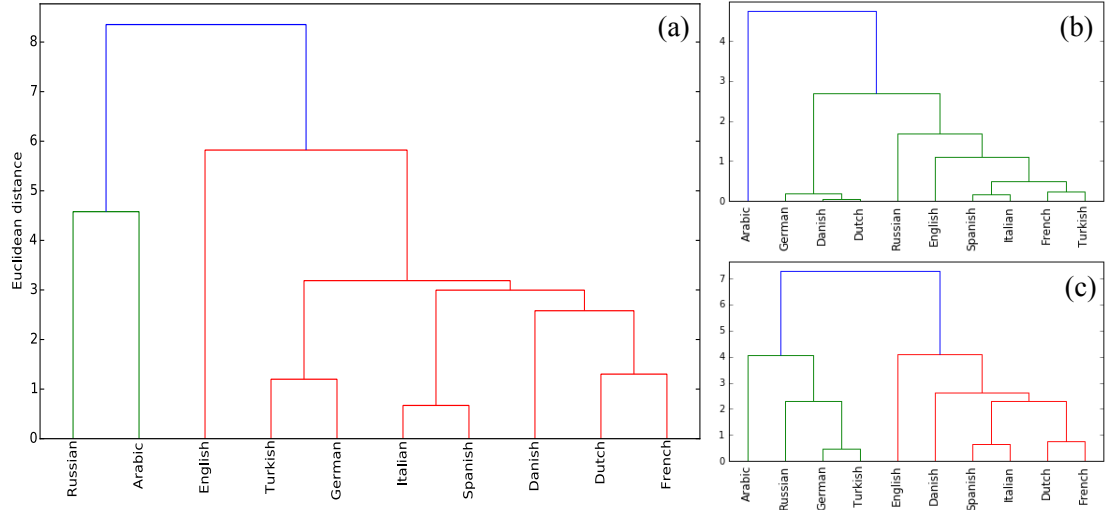 (a)
Euclidean distance
8
7
6
5
4
3
2
1
0
Russian
Arabic
English
Turkish
German
Italian
Spanish
Danish
Dutch
French
(b)
4
3
2
1
0
Arabic
German
Danish
Dutch
Russian
English
Spanish
Italian
French
Turkish
(c)
7
6
5
4
3
2
1
0
Arabic
Russian
German
Turkish
English
Danish
Spanish
Italian
Dutch
French